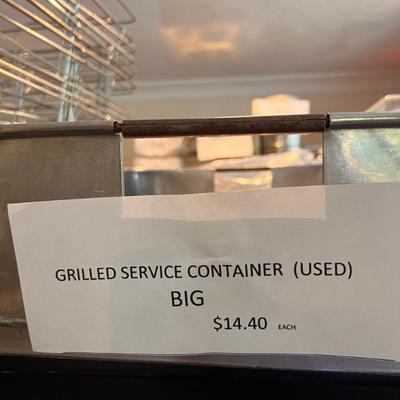 GRILLED SERVICE CONTAINER (USED)
BIG
$14.40 EACH